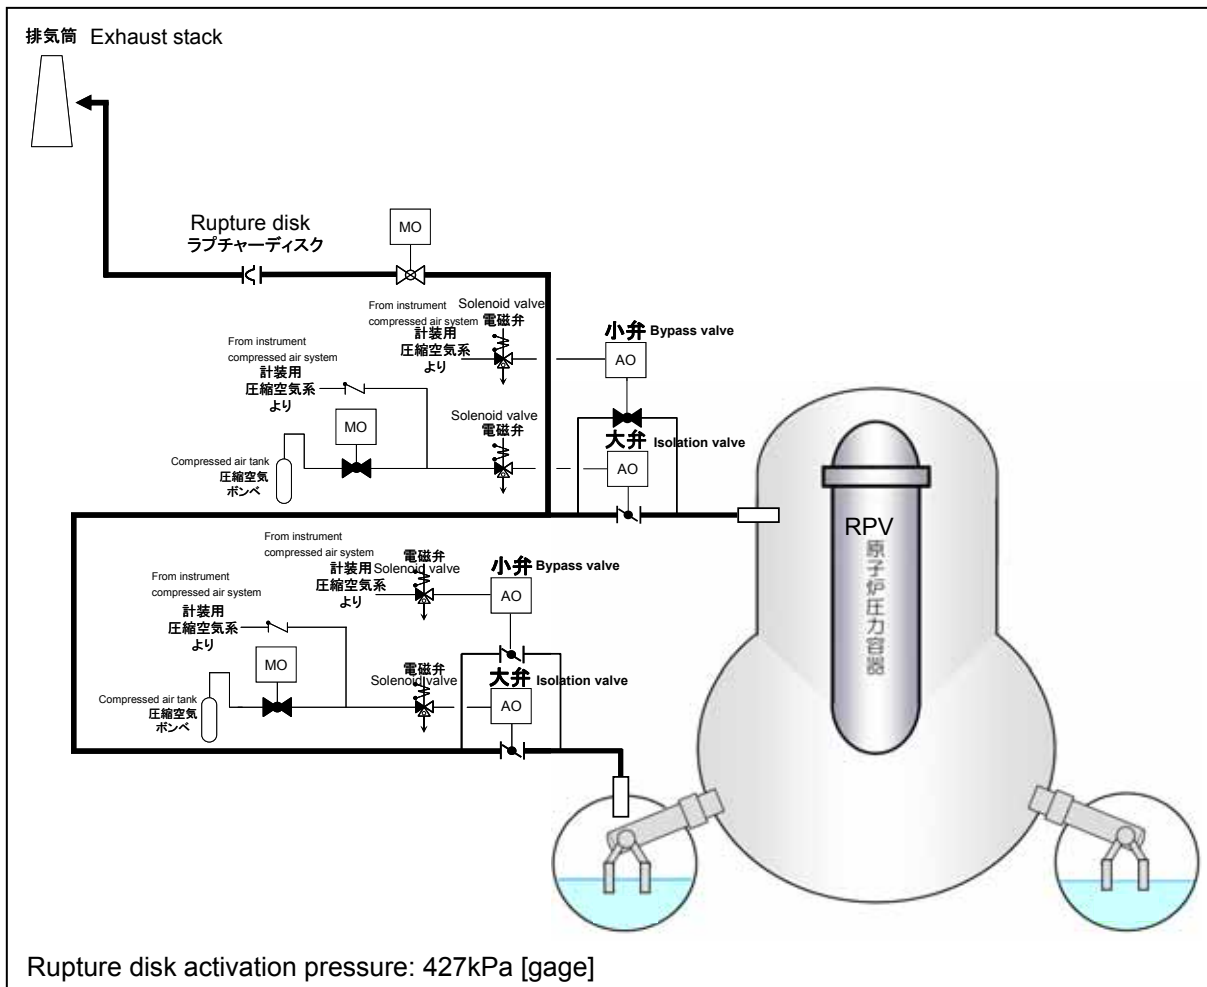 排気筒 Exhaust stack
Rupture disk
ラプチャーディスク
MO
From instrument
compressed air system
計装用
圧縮空気系
より
Solenoid valve
電磁弁
小弁 Bypass valve
AO
From instrument
compressed air system
計装用
圧縮空気系
より
MO
Solenoid valve
電磁弁
大弁 Isolation valve
AO
Compressed air tank
圧縮空気
ボンベ
RPV
原子炉圧力容器
From instrument
compressed air system
計装用
圧縮空気系
より
電磁弁
Solenoid valve
小弁 Bypass valve
AO
From instrument
compressed air system
計装用
圧縮空気系
より
MO
電磁弁
Solenoid valve
大弁 Isolation valve
AO
Compressed air tank
圧縮空気
ボンベ
Rupture disk activation pressure: 427kPa [gage]